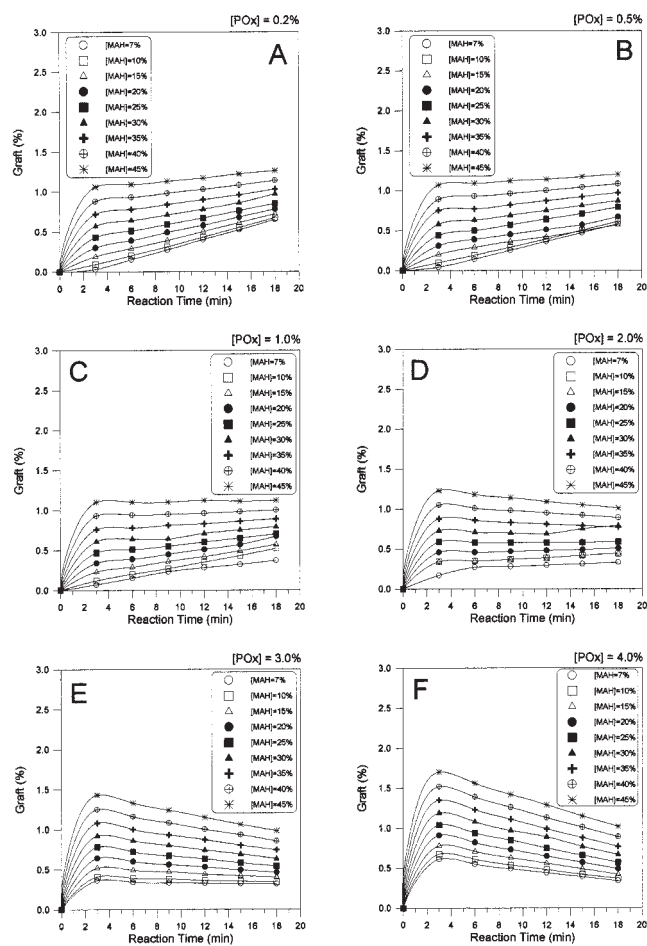 [POx] = 0.2%
A
[MAH=7%
[MAH]=10%
[MAH]=15%
[MAH]=20%
[MAH]=25%
[MAH]=30%
[MAH]=35%
[MAH]=40%
[MAH]=45%
Graft (%)
3.0
2.5
2.0
1.5
1.0
0.5
0.0
0 2 4 6 8 10 12 14 16 18 20
Reaction Time (min)
[POx] = 0.5%
B
[MAH=7%
[MAH]=10%
[MAH]=15%
[MAH]=20%
[MAH]=25%
[MAH]=30%
[MAH]=35%
[MAH]=40%
[MAH]=45%
Graft (%)
3.0
2.5
2.0
1.5
1.0
0.5
0.0
0 2 4 6 8 10 12 14 16 18 20
Reaction Time (min)
[POx] = 1.0%
C
[MAH=7%
[MAH]=10%
[MAH]=15%
[MAH]=20%
[MAH]=25%
[MAH]=30%
[MAH]=35%
[MAH]=40%
[MAH]=45%
Graft (%)
3.0
2.5
2.0
1.5
1.0
0.5
0.0
0 2 4 6 8 10 12 14 16 18 20
Reaction Time (min)
[POx] = 2.0%
D
[MAH=7%
[MAH]=10%
[MAH]=15%
[MAH]=20%
[MAH]=25%
[MAH]=30%
[MAH]=35%
[MAH]=40%
[MAH]=45%
Graft (%)
3.0
2.5
2.0
1.5
1.0
0.5
0.0
0 2 4 6 8 10 12 14 16 18 20
Reaction Time (min)
[POx] = 3.0%
E
[MAH=7%
[MAH]=10%
[MAH]=15%
[MAH]=20%
[MAH]=25%
[MAH]=30%
[MAH]=35%
[MAH]=40%
[MAH]=45%
Graft (%)
3.0
2.5
2.0
1.5
1.0
0.5
0.0
0 2 4 6 8 10 12 14 16 18 20
Reaction Time (min)
[POx] = 4.0%
F
[MAH=7%
[MAH]=10%
[MAH]=15%
[MAH]=20%
[MAH]=25%
[MAH]=30%
[MAH]=35%
[MAH]=40%
[MAH]=45%
Graft (%)
3.0
2.5
2.0
1.5
1.0
0.5
0.0
0 2 4 6 8 10 12 14 16 18 20
Reaction Time (min)